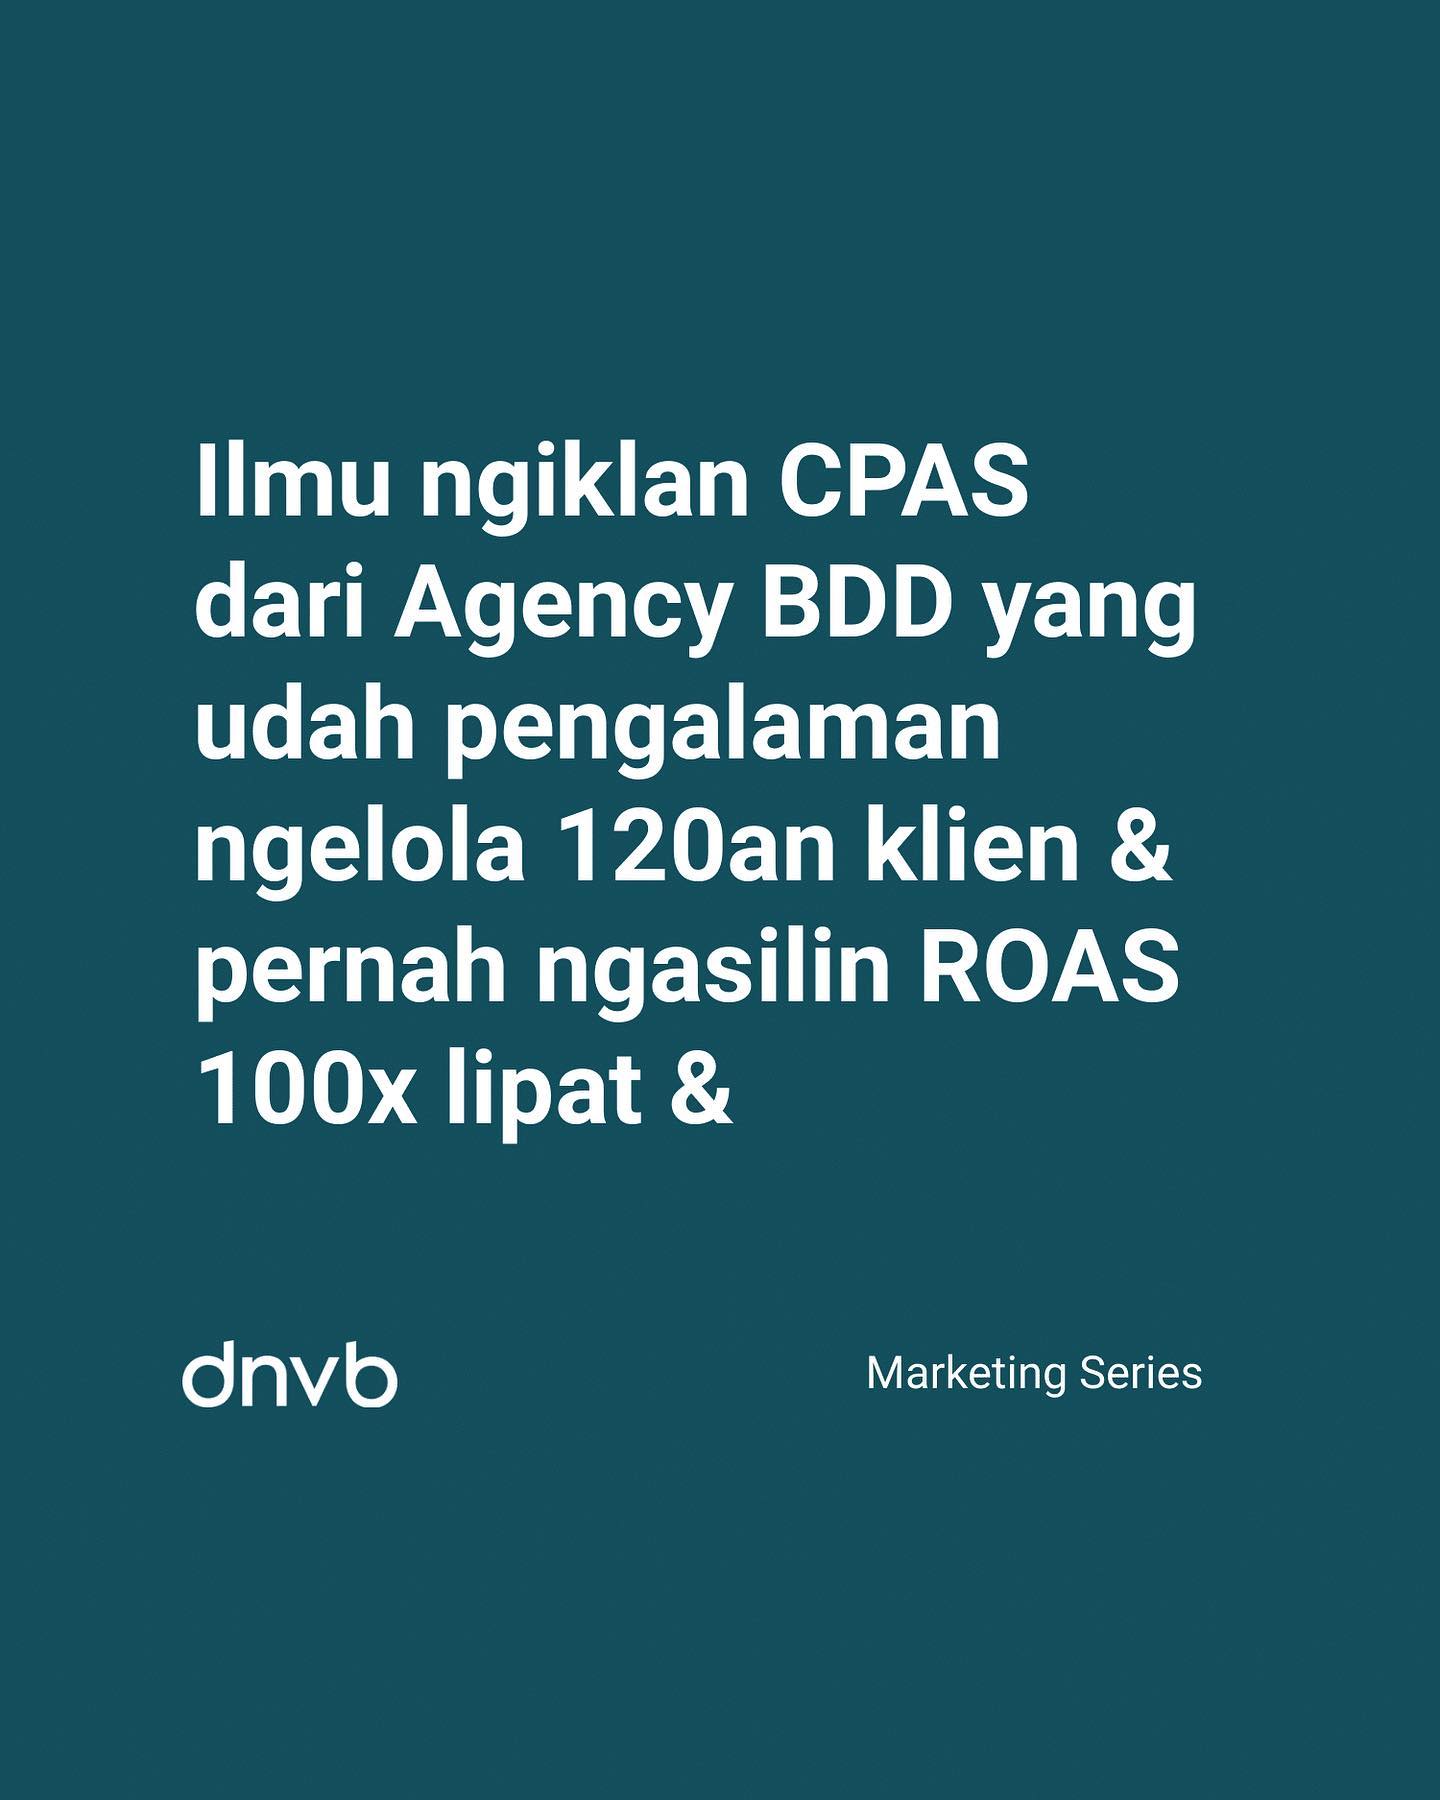 Ilmu ngiklan CPAS
dari Agency BDD yang
udah pengalaman
ngelola 120an klien &
pernah ngasilin ROAS
100x lipat &
dnvb
Marketing Series